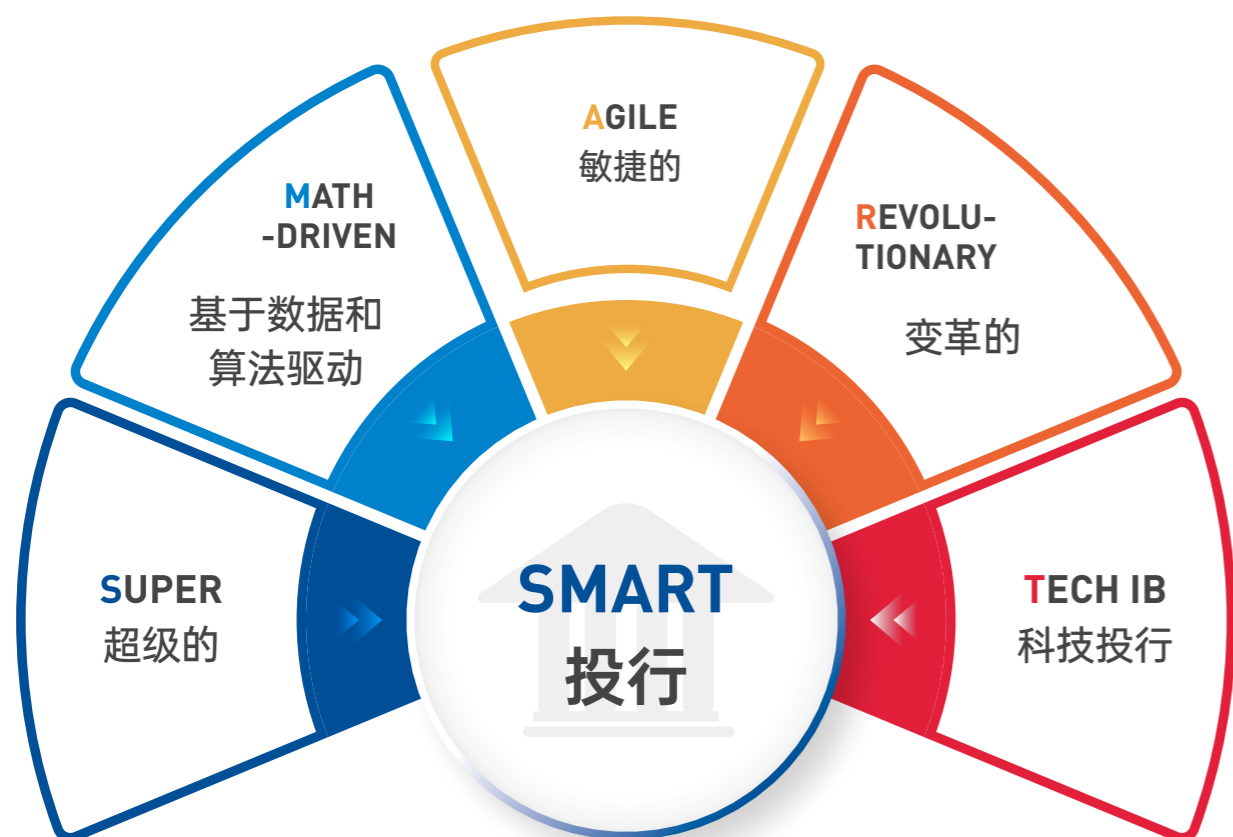 SUPER
超级的
MATH
-DRIVEN
基于数据和
算法驱动
AGILE
敏捷的
REVOLU-
TIONARY
变革的
TECH IB
科技投行
SMART
投行